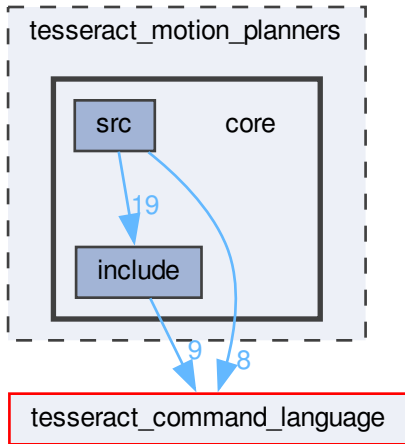 tesseract_motion_planners
src
core
19
include
9
8
tesseract_command_language